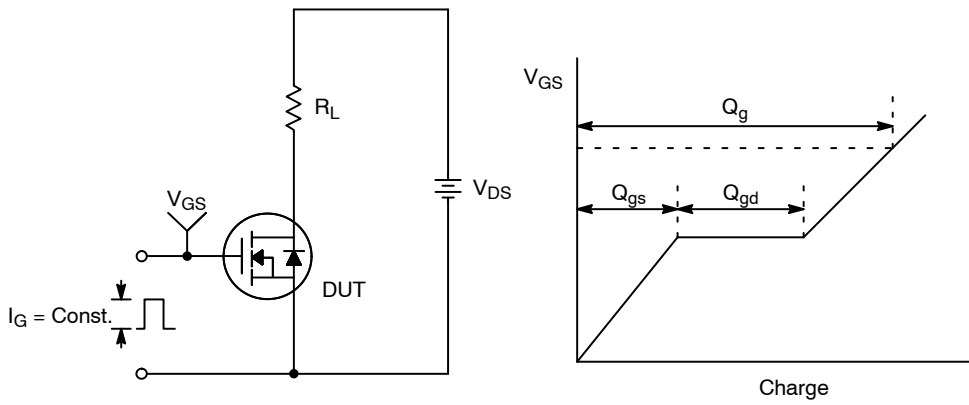 R_L
V_GS
V_DS
DUT
I_G = Const.
V_GS
Q_g
Q_gs
Q_gd
Charge